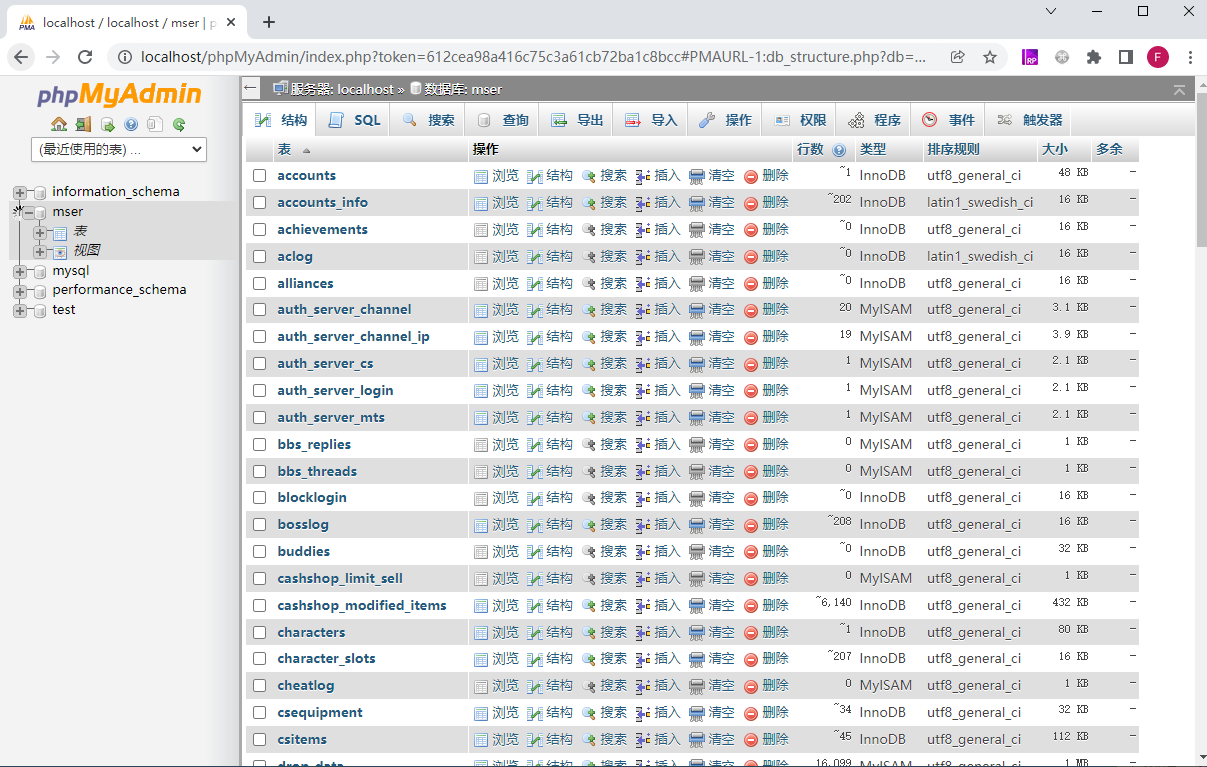 localhost / localhost / mser | p
localhost/phpMyAdmin/index.php?token=612cea98a416c75c3a61cb72ba1c8bcc#PMAURL-1:db_structure.php?db=...
RP
F
phpMyAdmin
(最近使用的表) ...
information_schema
mser
表
视图
mysql
performance_schema
test
服务器: localhost » 数据库: mser
结构 SQL 搜索 查询 导出 导入 操作 权限 程序 事件 触发器
表 操作 行数 类型 排序规则 大小 多余
accounts 浏览 结构 搜索 插入 清空 删除 ~1 InnoDB utf8_general_ci 48 KB –
accounts_info 浏览 结构 搜索 插入 清空 删除 ~202 InnoDB latin1_swedish_ci 16 KB –
achievements 浏览 结构 搜索 插入 清空 删除 ~0 InnoDB utf8_general_ci 16 KB –
aclog 浏览 结构 搜索 插入 清空 删除 ~0 InnoDB latin1_swedish_ci 16 KB –
alliances 浏览 结构 搜索 插入 清空 删除 ~0 InnoDB utf8_general_ci 16 KB –
auth_server_channel 浏览 结构 搜索 插入 清空 删除 20 MyISAM utf8_general_ci 3.1 KB –
auth_server_channel_ip 浏览 结构 搜索 插入 清空 删除 19 MyISAM utf8_general_ci 3.9 KB –
auth_server_cs 浏览 结构 搜索 插入 清空 删除 1 MyISAM utf8_general_ci 2.1 KB –
auth_server_login 浏览 结构 搜索 插入 清空 删除 1 MyISAM utf8_general_ci 2.1 KB –
auth_server_mts 浏览 结构 搜索 插入 清空 删除 1 MyISAM utf8_general_ci 2.1 KB –
bbs_replies 浏览 结构 搜索 插入 清空 删除 0 MyISAM utf8_general_ci 1 KB –
bbs_threads 浏览 结构 搜索 插入 清空 删除 0 MyISAM utf8_general_ci 1 KB –
blocklogin 浏览 结构 搜索 插入 清空 删除 ~0 InnoDB utf8_general_ci 16 KB –
bosslog 浏览 结构 搜索 插入 清空 删除 ~208 InnoDB utf8_general_ci 16 KB –
buddies 浏览 结构 搜索 插入 清空 删除 ~0 InnoDB utf8_general_ci 32 KB –
cashshop_limit_sell 浏览 结构 搜索 插入 清空 删除 0 MyISAM utf8_general_ci 1 KB –
cashshop_modified_items 浏览 结构 搜索 插入 清空 删除 ~6,140 InnoDB utf8_general_ci 432 KB –
characters 浏览 结构 搜索 插入 清空 删除 ~1 InnoDB utf8_general_ci 80 KB –
character_slots 浏览 结构 搜索 插入 清空 删除 ~207 InnoDB utf8_general_ci 16 KB –
cheatlog 浏览 结构 搜索 插入 清空 删除 0 MyISAM utf8_general_ci 1 KB –
csequipment 浏览 结构 搜索 插入 清空 删除 ~34 InnoDB utf8_general_ci 32 KB –
csitems 浏览 结构 搜索 插入 清空 删除 ~45 InnoDB utf8_general_ci 112 KB –
drop_data 浏览 结构 搜索 插入 清空 删除 16,099 MyISAM utf8_general_ci 1 MB –